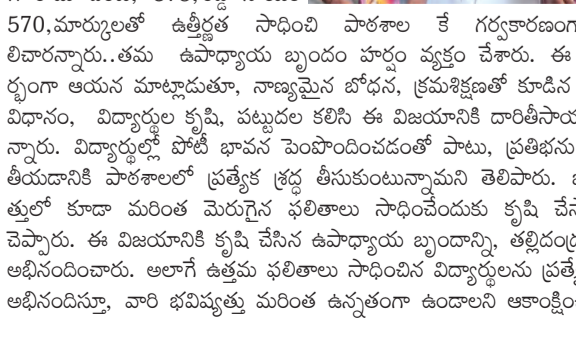 570,మార్కులతో ఉత్తీర్ణత సాధించి పాఠశాల కే గర్వకారణంగ
లిచారన్నారు..తమ ఉపాధ్యాయ బృందం హర్షం వ్యక్తం చేశారు. ఈ
ర్భంగా ఆయన మాట్లాడుతూ, నాణ్యమైన బోధన, క్రమశిక్షణతో కూడిన
విధానం, విద్యార్థుల కృషి, పట్టుదల కలిసి ఈ విజయానికి దారితీసాయ
న్నారు. విద్యార్థుల్లో పోటీ భావన పెంపొందించడంతో పాటు, ప్రతిభను
తీయడానికి పాఠశాలలో ప్రత్యేక శ్రద్ధ తీసుకుంటున్నామని తెలిపారు.
త్తులో కూడా మరింత మెరుగైన ఫలితాలు సాధించేందుకు కృషి చేస
చెప్పారు. ఈ విజయానికి కృషి చేసిన ఉపాధ్యాయ బృందాన్ని, తల్లిదండ్ర
అభినందించారు. అలాగే ఉత్తమ ఫలితాలు సాధించిన విద్యార్థులను ప్రత్యే
అభినందిస్తూ, వారి భవిష్యత్తు మరింత ఉన్నతంగా ఉండాలని ఆకాంక్షిం